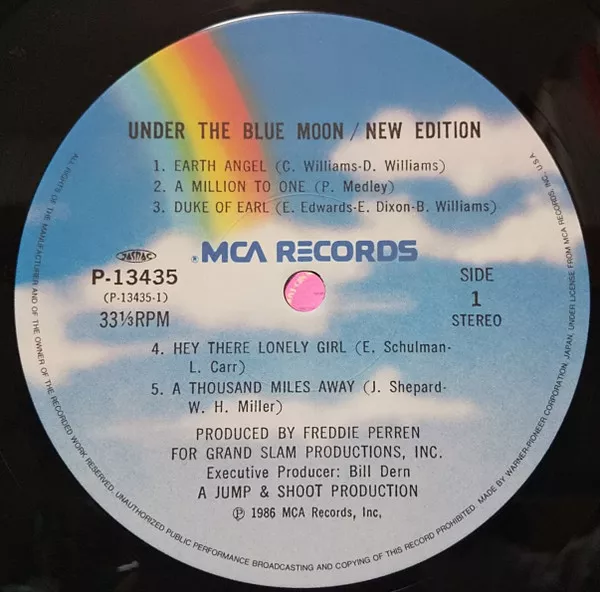 UNDER THE BLUE MOON / NEW EDITION
1. EARTH ANGEL (C. Williams-D. Williams)
2. A MILLION TO ONE (P. Medley)
3. DUKE OF EARL (E. Edwards-E. Dixon-B. Williams)
JASRAC
® MCA RECORDS
P-13435
(P-13435-1)
33⅓RPM
SIDE
1
STEREO
4. HEY THERE LONELY GIRL (E. Schulman-
L. Carr)
5. A THOUSAND MILES AWAY (J. Shepard-
W. H. Miller)
PRODUCED BY FREDDIE PERREN
FOR GRAND SLAM PRODUCTIONS, INC.
Executive Producer: Bill Dern
A JUMP & SHOOT PRODUCTION
℗ 1986 MCA Records, Inc,
ALL RIGHTS OF THE MANUFACTURER AND OF THE OWNER OF THE RECORDED WORK RESERVED. UNAUTHORIZED PUBLIC PERFORMANCE BROADCASTING AND COPYING OF THIS RECORD PROHIBITED. MADE BY WARNER-PIONEER CORPORATION, JAPAN, UNDER LICENSE FROM MCA RECORDS INC. USA